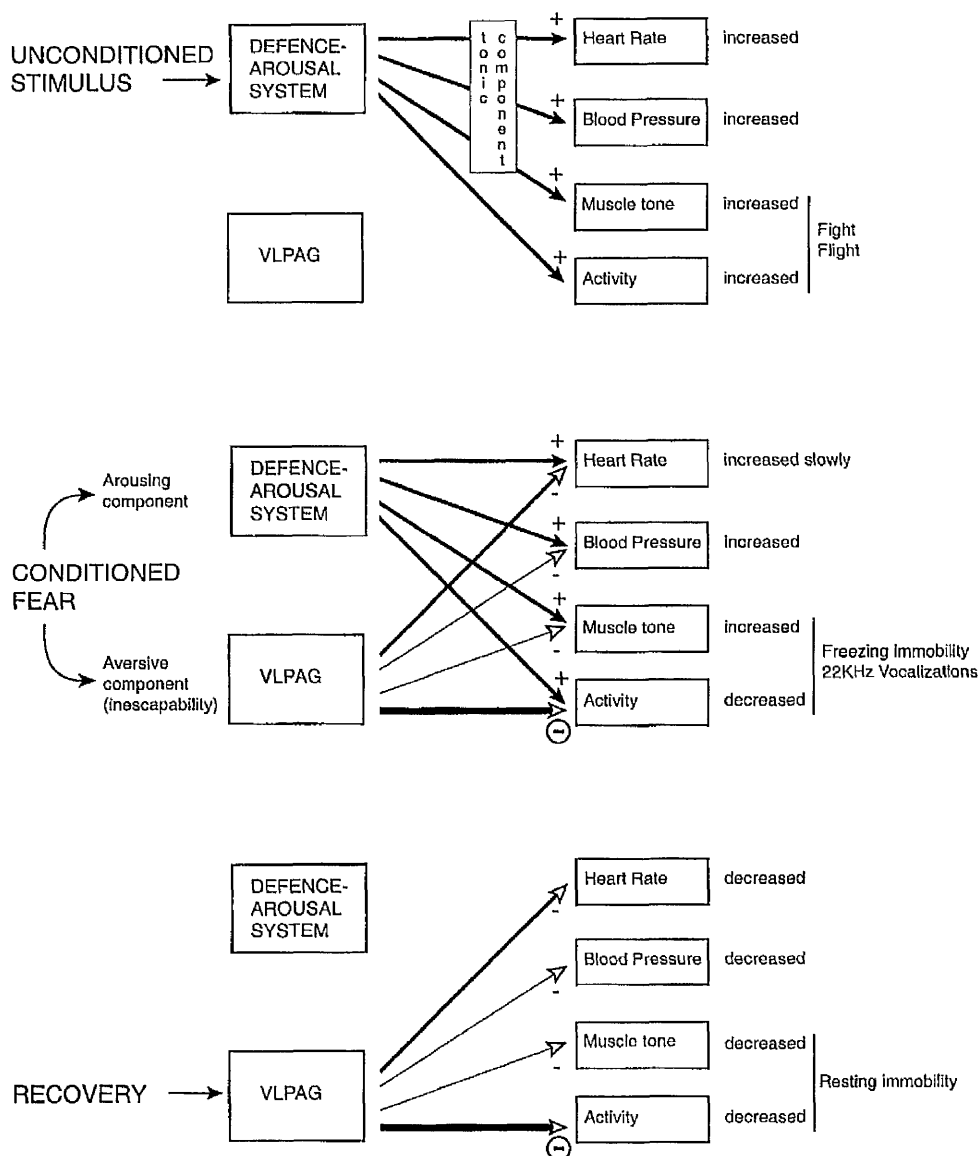 UNCONDITIONED
STIMULUS
DEFENCE-
AROUSAL
SYSTEM
VLPAG
tonic
component
+
Heart Rate
increased
+
Blood Pressure
increased
+
Muscle tone
increased
+
Activity
increased
Fight
Flight
CONDITIONED
FEAR
Arousing
component
Aversive
component
(inescapability)
DEFENCE-
AROUSAL
SYSTEM
VLPAG
+
Heart Rate
increased slowly
-
+
Blood Pressure
increased
-
+
Muscle tone
increased
-
+
Activity
decreased
-
Freezing Immobility
22KHz Vocalizations
RECOVERY
DEFENCE-
AROUSAL
SYSTEM
VLPAG
Heart Rate
decreased
-
Blood Pressure
decreased
-
Muscle tone
decreased
-
Activity
decreased
-
Resting immobility